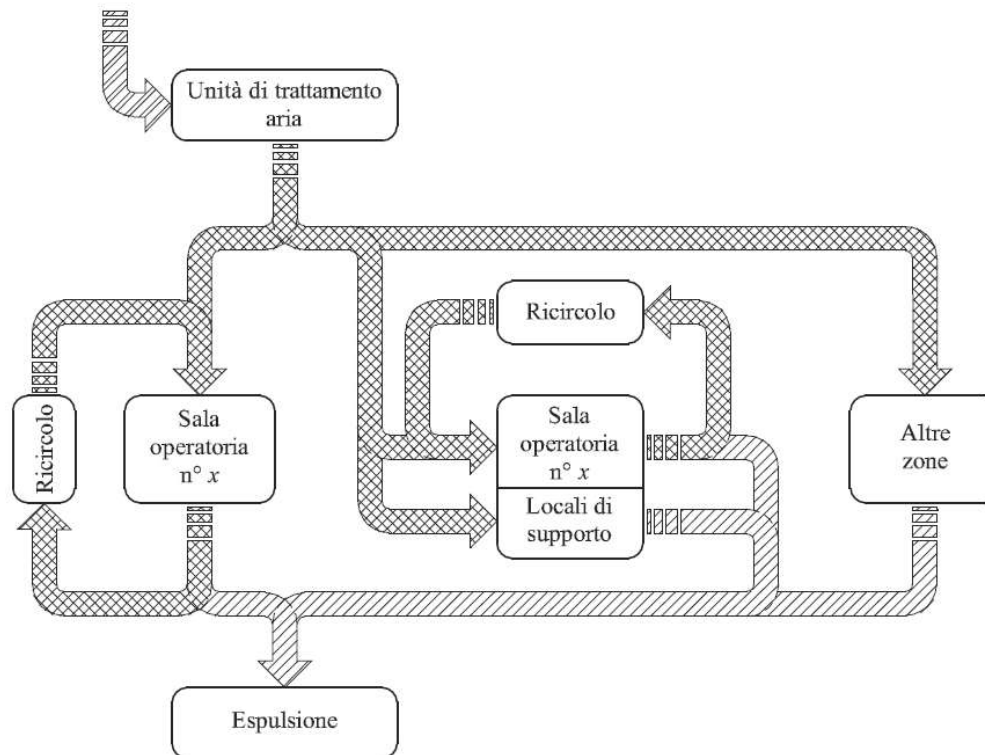 Unità di trattamento
aria
Ricircolo
Ricircolo
Sala
operatoria
n° x
Sala
operatoria
n° x
Locali di
supporto
Altre
zone
Espulsione